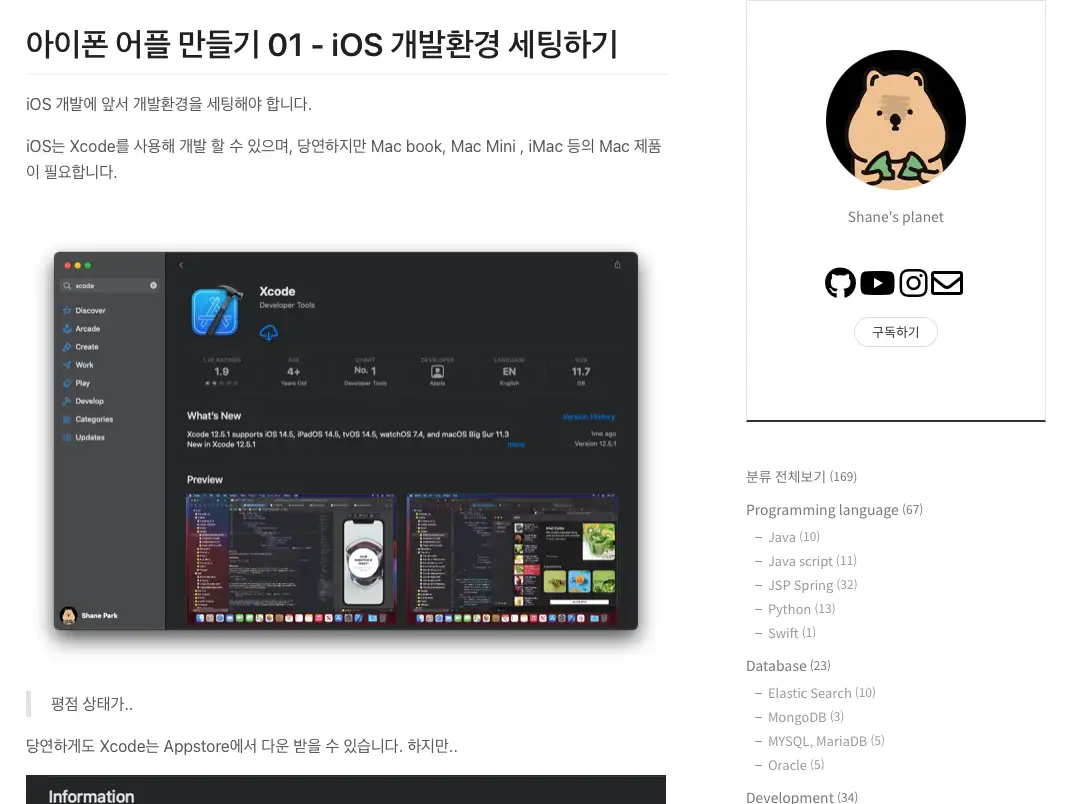 아이폰 어플 만들기 01 - iOS 개발환경 세팅하기
iOS 개발에 앞서 개발환경을 세팅해야 합니다.
iOS는 Xcode를 사용해 개발 할 수 있으며, 당연하지만 Mac book, Mac Mini , iMac 등의 Mac 제품
이 필요합니다.
xcode
Discover
Arcade
Create
Work
Play
Develop
Categories
Updates
Shane Park
Xcode
Developer Tools
1.9
AGE
4+
Years Old
CHART
No. 1
Developer Tools
DEVELOPER
Apple
LANGUAGE
EN
English
SIZE
11.7
GB
What's New
Version History
Xcode 12.5.1 supports iOS 14.5, iPadOS 14.5, tvOS 14.5, watchOS 7.4, and macOS Big Sur 11.3
New in Xcode 12.5.1
more
1mo ago
Version 12.5.1
Preview
평점 상태가..
당연하게도 Xcode는 Appstore에서 다운 받을 수 있습니다. 하지만..
Information
Shane's planet
구독하기
분류 전체보기 (169)
Programming language (67)
– Java (10)
– Java script (11)
– JSP Spring (32)
– Python (13)
– Swift (1)
Database (23)
– Elastic Search (10)
– MongoDB (3)
– MYSQL, MariaDB (5)
– Oracle (5)
Development (34)